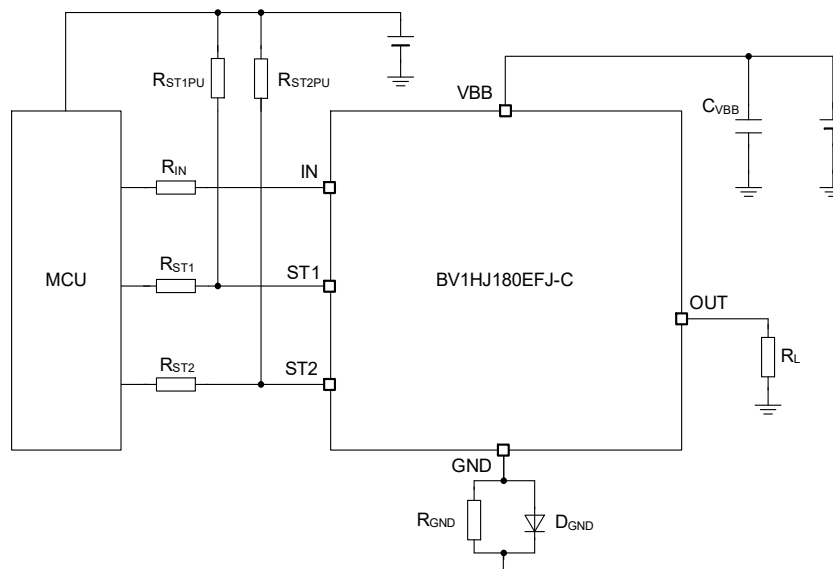 RST1PU
RST2PU
VBB
CVBB
RIN
IN
MCU
RST1
ST1
BV1HJ180EFJ-C
OUT
RL
RST2
ST2
GND
RGND
DGND